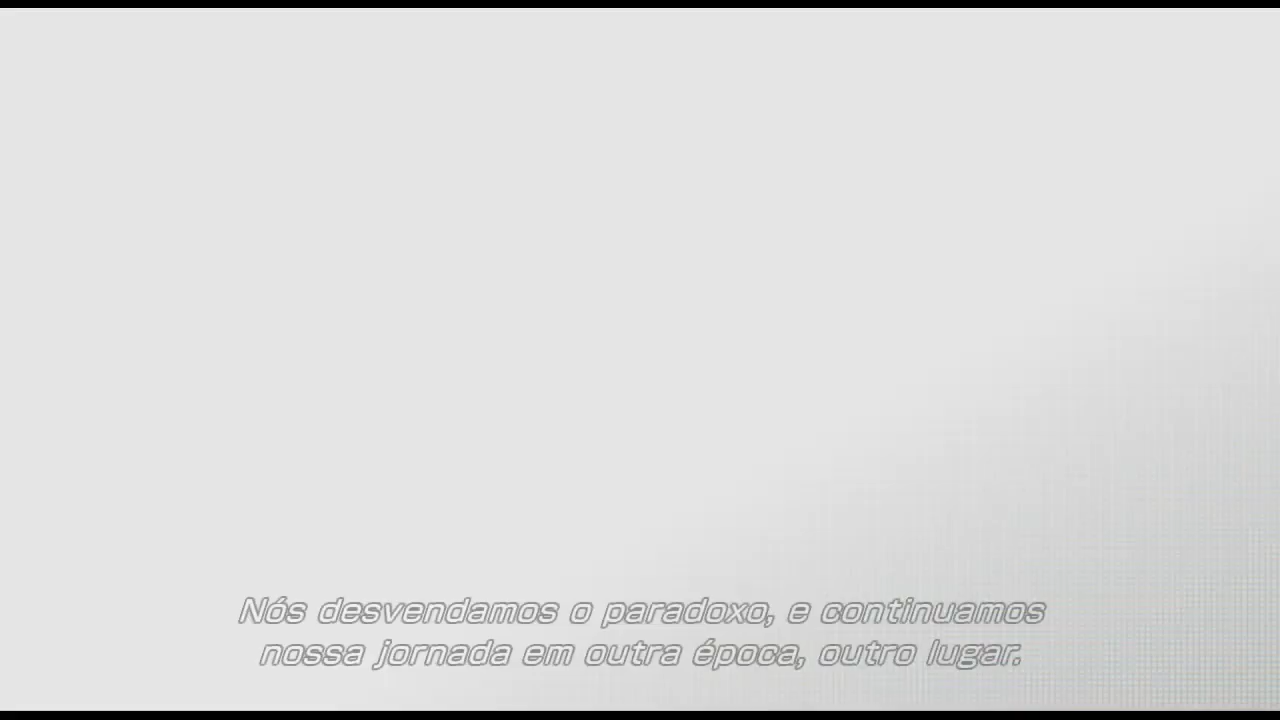 Nós desvendamos o paradoxo, e continuamos
nossa jornada em outra época, outro lugar.